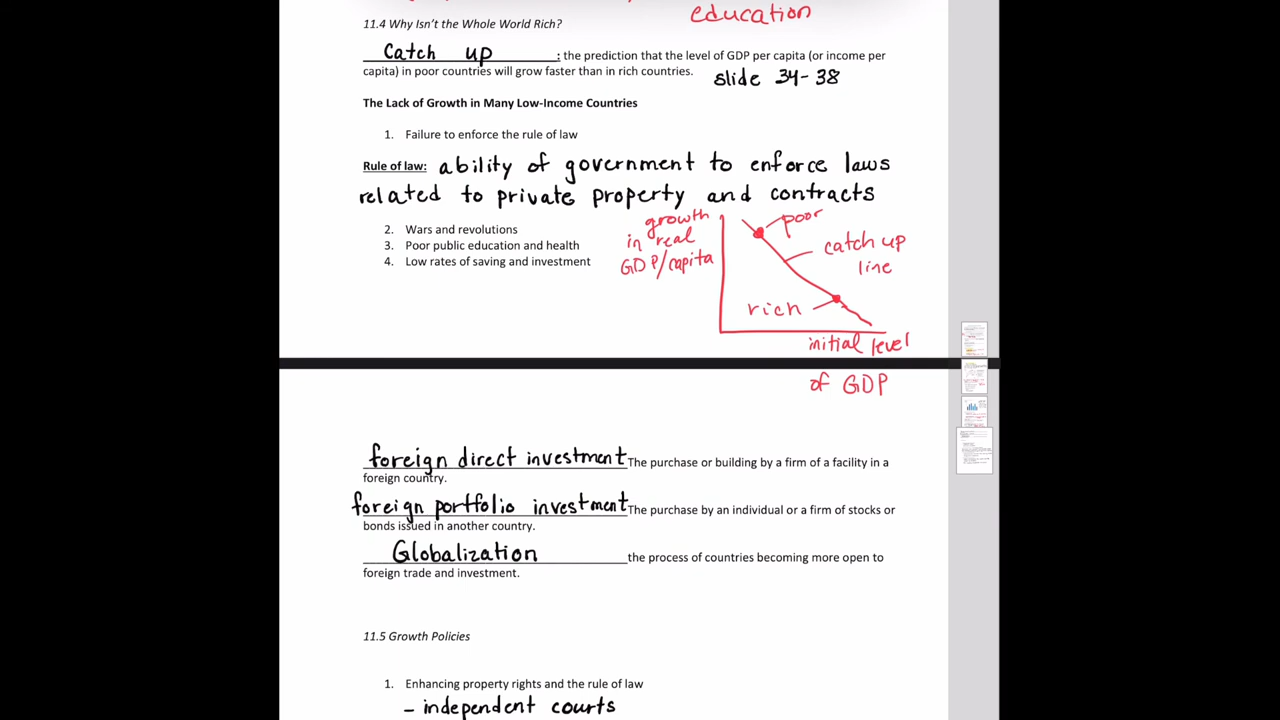 education
11.4 Why Isn't the Whole World Rich?
Catch up : the prediction that the level of GDP per capita (or income per
capita) in poor countries will grow faster than in rich countries. slide 34-38
The Lack of Growth in Many Low-Income Countries
1. Failure to enforce the rule of law
Rule of law: ability of government to enforce laws
related to private property and contracts
2. Wars and revolutions
3. Poor public education and health
4. Low rates of saving and investment
growth
in real
GDP/capita
poor
catch up
line
rich
initial level
of GDP
foreign direct investment The purchase or building by a firm of a facility in a
foreign country.
foreign portfolio investment The purchase by an individual or a firm of stocks or
bonds issued in another country.
Globalization the process of countries becoming more open to
foreign trade and investment.
11.5 Growth Policies
1. Enhancing property rights and the rule of law
- independent courts